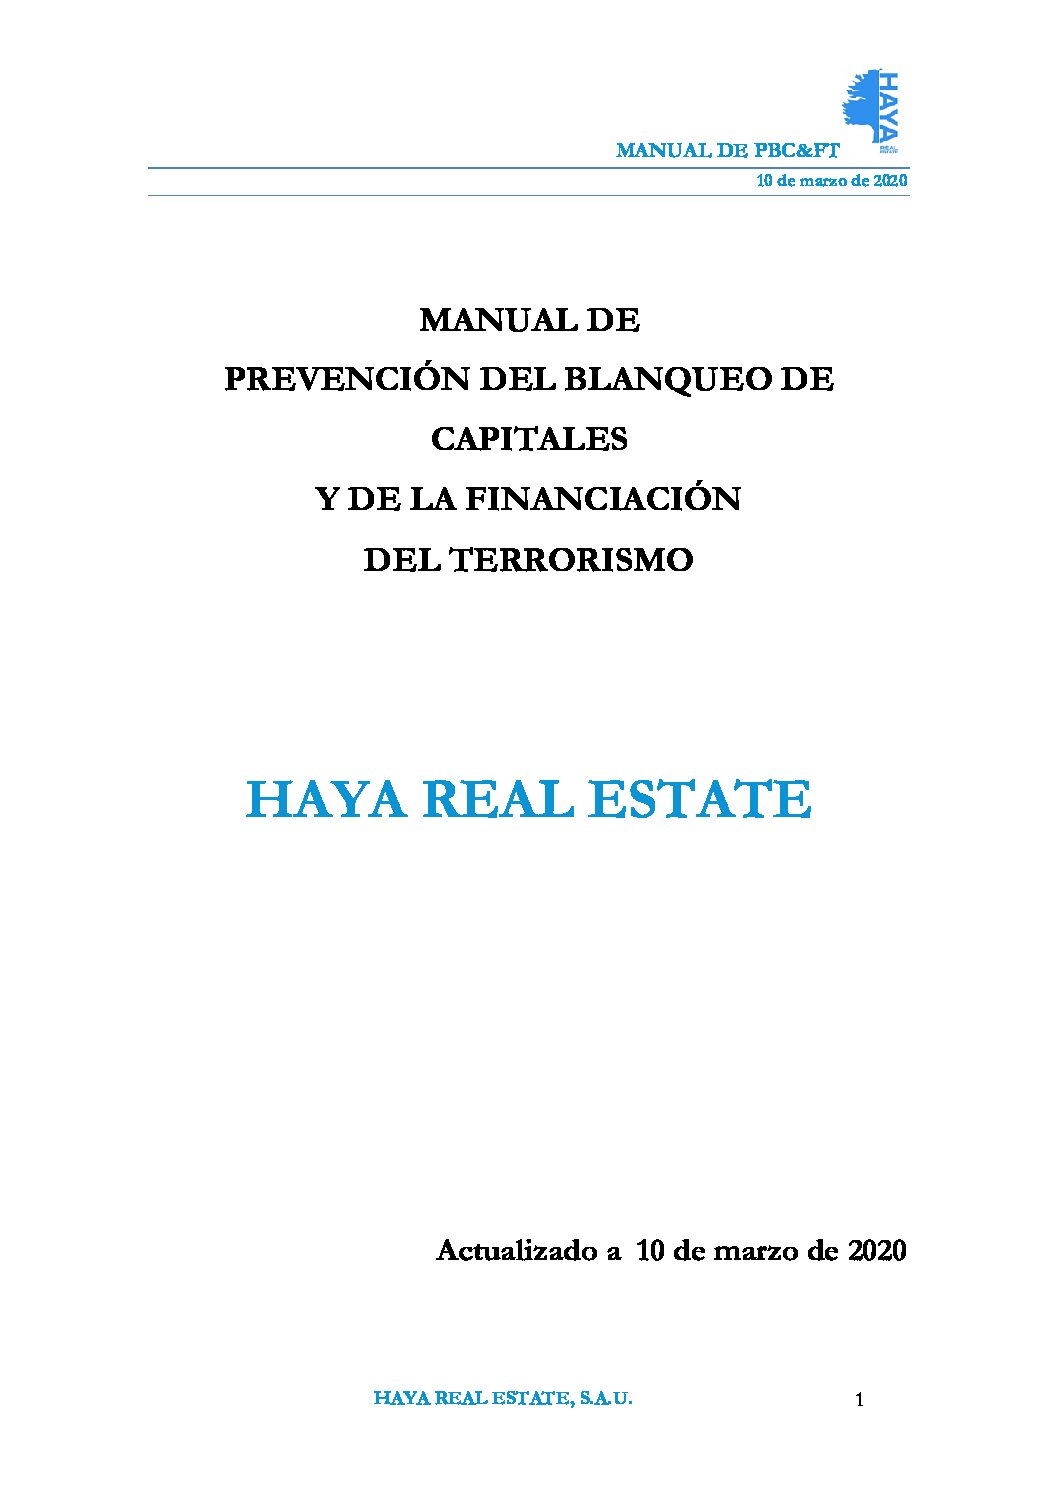 HAYA
REAL
ESTATE
MANUAL DE PBC&FT
10 de marzo de 2020
MANUAL DE
PREVENCIÓN DEL BLANQUEO DE
CAPITALES
Y DE LA FINANCIACIÓN
DEL TERRORISMO
HAYA REAL ESTATE
Actualizado a 10 de marzo de 2020
HAYA REAL ESTATE, S.A.U. 1